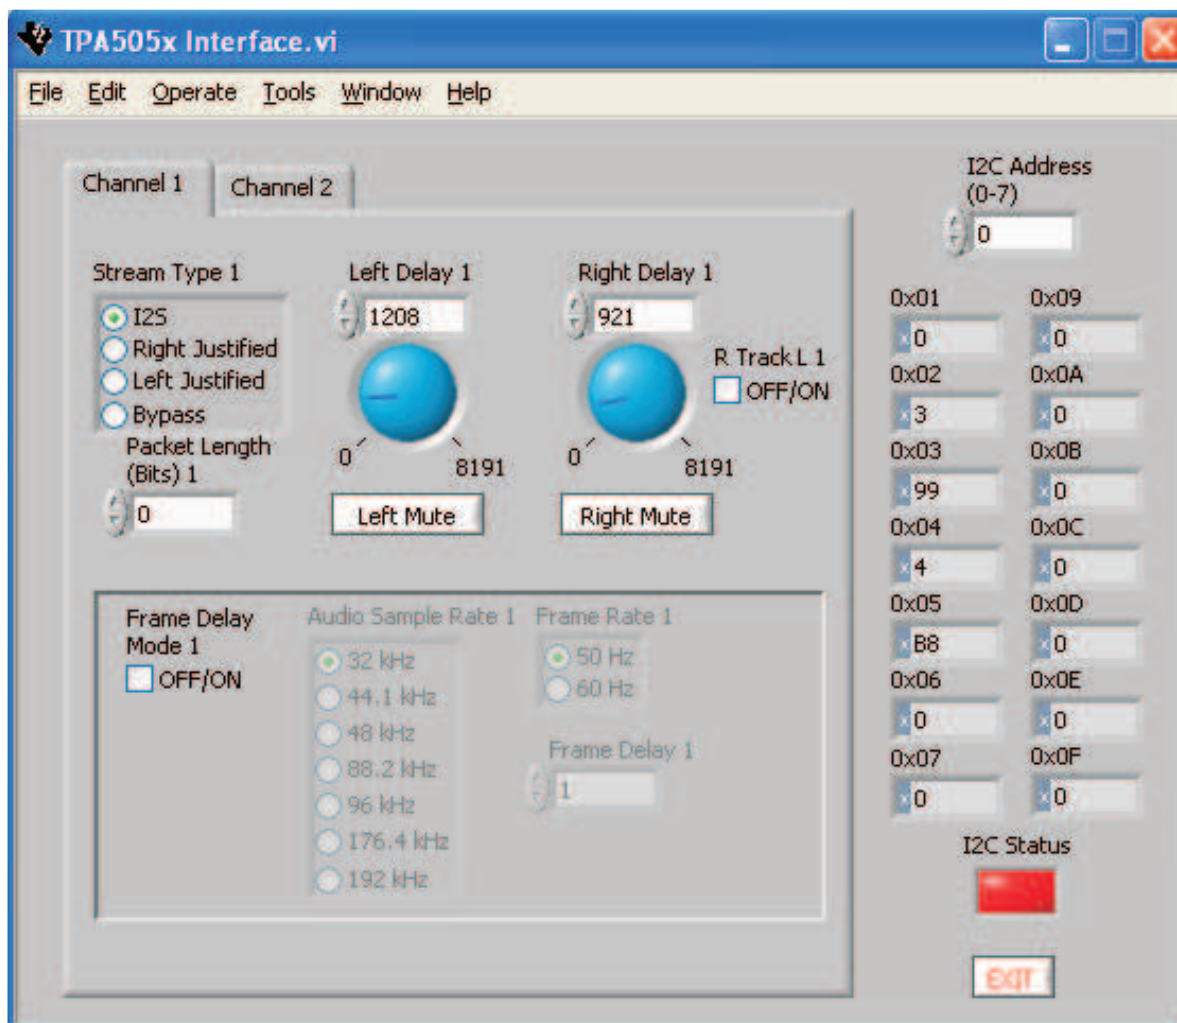 TPA505x Interface.vi
File Edit Operate Tools Window Help
Channel 1
Channel 2
Stream Type 1
I2S
Right Justified
Left Justified
Bypass
Packet Length
(Bits) 1
0
Left Delay 1
1208
0
8191
Left Mute
Right Delay 1
921
0
8191
Right Mute
R Track L 1
OFF/ON
Frame Delay
Mode 1
OFF/ON
Audio Sample Rate 1
32 kHz
44.1 kHz
48 kHz
88.2 kHz
96 kHz
176.4 kHz
192 kHz
Frame Rate 1
50 Hz
60 Hz
Frame Delay 1
1
I2C Address
(0-7)
0
0x01 0x09
x 0 x 0
0x02 0x0A
x 3 x 0
0x03 0x0B
x 99 x 0
0x04 0x0C
x 4 x 0
0x05 0x0D
x B8 x 0
0x06 0x0E
x 0 x 0
0x07 0x0F
x 0 x 0
I2C Status
EXIT